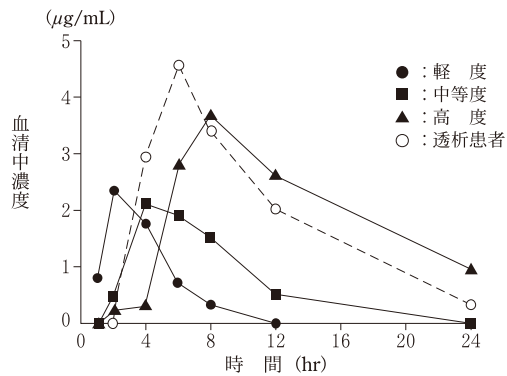 (μg/mL)
5
4
3
2
1
0
血清中濃度
：軽　度
：中等度
：高　度
：透析患者
0 4 8 12 16 20 24
時　間 (hr)